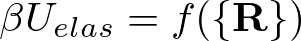 βU_{elas} = f({𝐑})